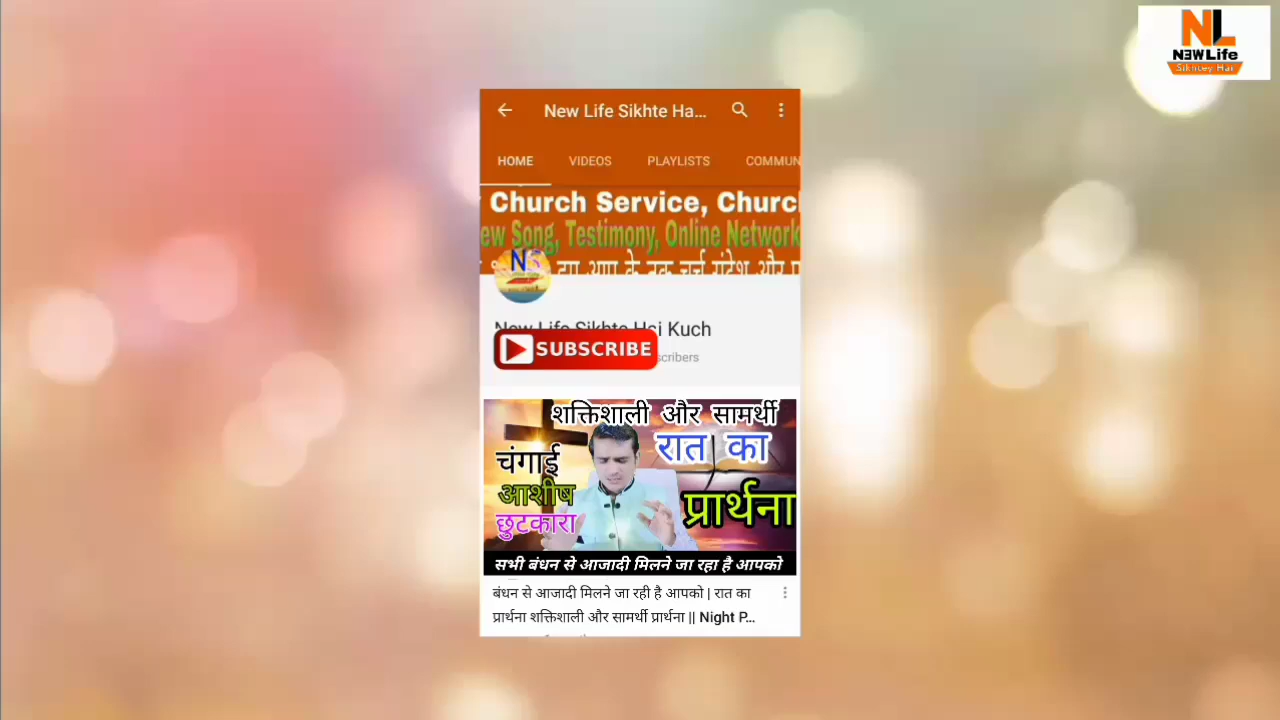 NL
NEW Life
Sikhtey Hai
New Life Sikhte Ha...
HOME VIDEOS PLAYLISTS COMMUN
Church Service, Churc
ew Song, Testimony, Online Network
New Life Sikhte Hai Kuch
SUBSCRIBE
scribers
शक्तिशाली और सामर्थी
रात का
चंगाई
आशीष
प्रार्थना
छुटकारा
सभी बंधन से आजादी मिलने जा रहा है आपको
बंधन से आजादी मिलने जा रही है आपको | रात का
प्रार्थना शक्तिशाली और सामर्थी प्रार्थना || Night P...